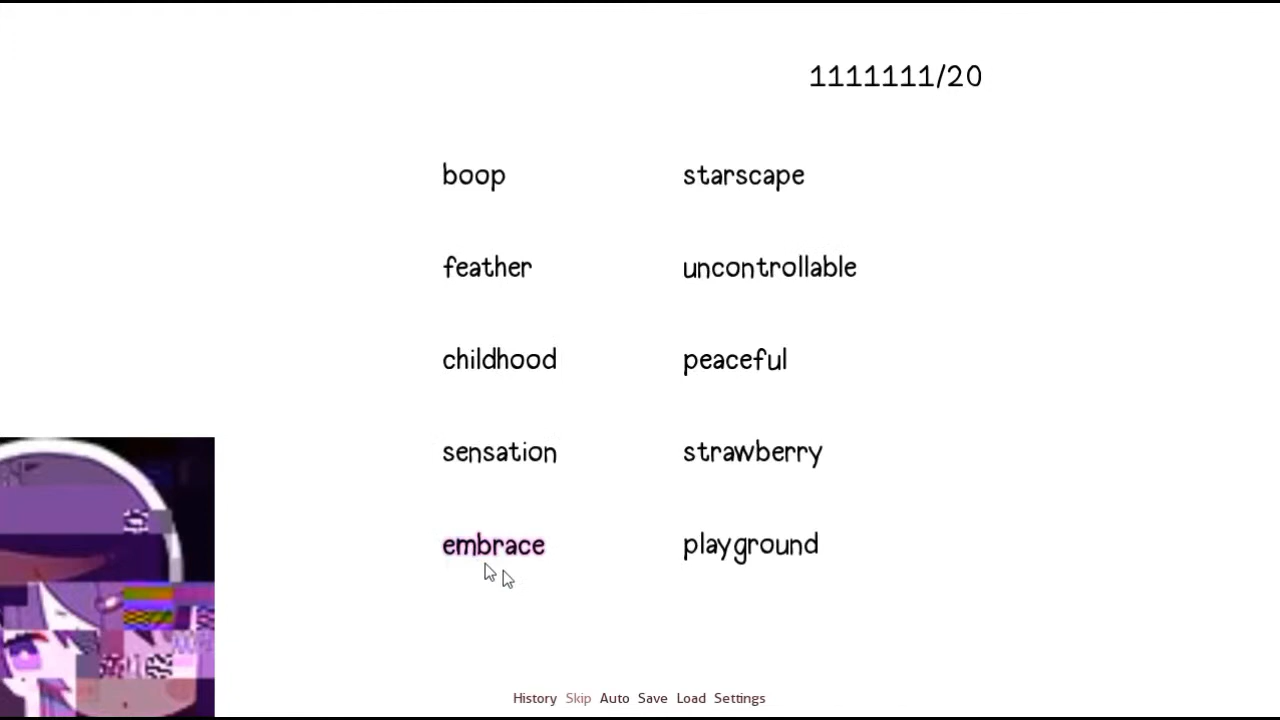 1111111/20
boop starscape
feather uncontrollable
childhood peaceful
sensation strawberry
embrace playground
History Skip Auto Save Load Settings